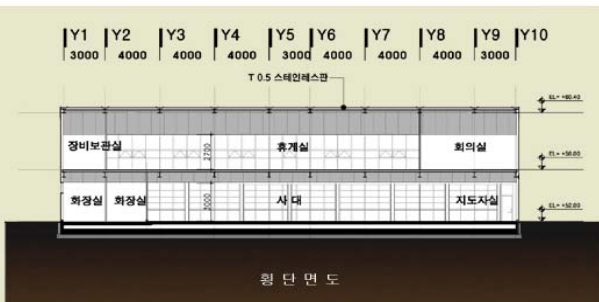 Y1 Y2 Y3 Y4 Y5 Y6 Y7 Y8 Y9 Y10
3000 4000 4000 4000 3000 4000 4000 4000 3000
T 0.5 스테인레스판
EL= +60.40
장비보관실 2700 휴게실 회의실
EL= +56.00
화장실 화장실 3000 사 대 지도자실
EL= +52.00
횡 단 면 도